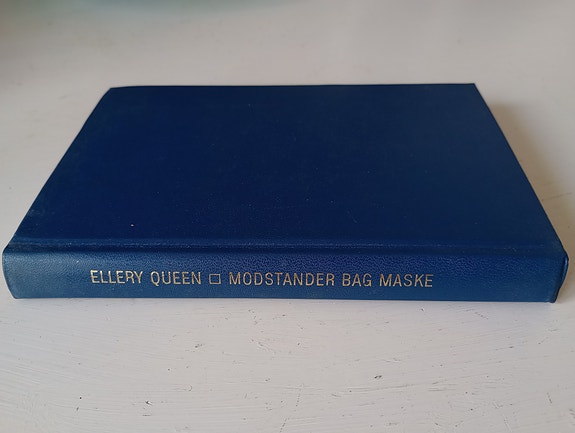 ELLERY QUEEN □ MODSTANDER BAG MASKE